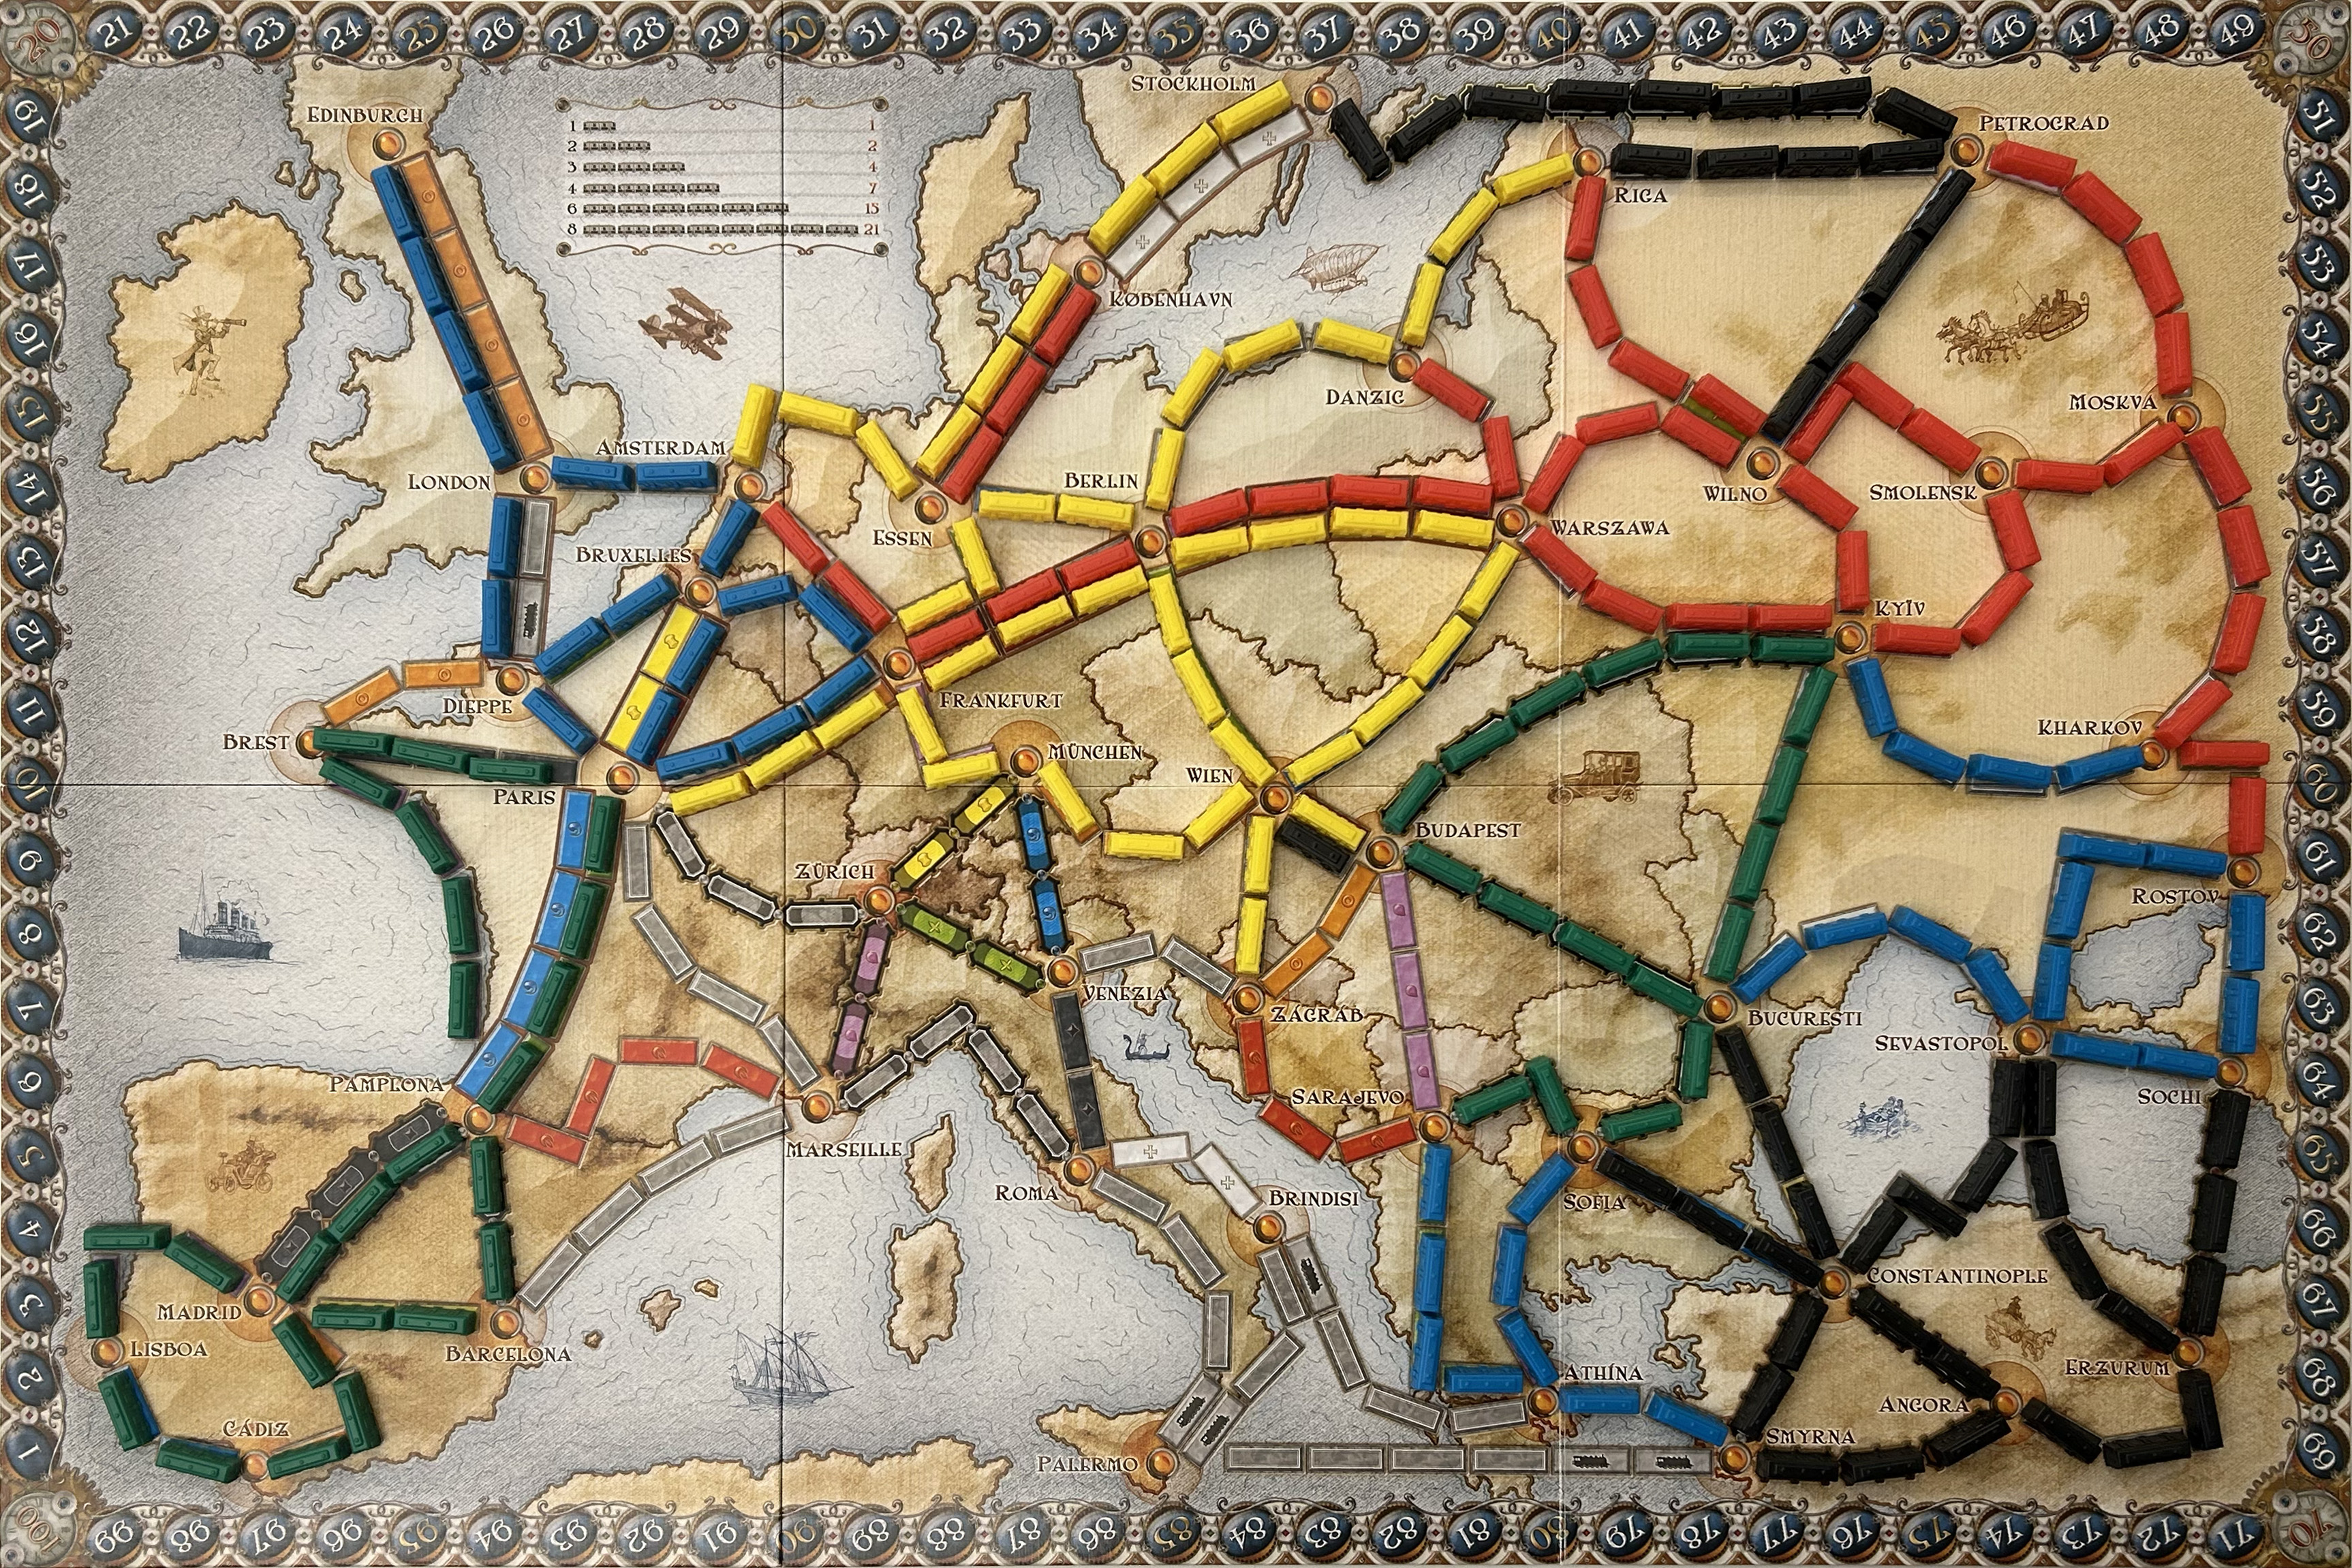 20 21 22 23 24 25 26 27 28 29 30 31 32 33 34 35 36 37 38 39 40 41 42 43 44 45 46 47 48 49 50
19
18
17
16
15
14
13
12
11
10
9
8
7
6
5
4
3
2
1
EDINBURGH
1 1
2 2
3 4
4 7
6 15
8 21
STOCKHOLM
PETROGRAD
RIGA
KØBENHAVN
DANZIG
MOSKVA
LONDON
AMSTERDAM
ESSEN
BERLIN
WILNO
SMOLENSK
WARSZAWA
BRUXELLES
KYÏV
DIEPPE
FRANKFURT
BREST
PARIS
MÜNCHEN
WIEN
KHARKOV
BUDAPEST
ZÜRICH
ROSTOV
VENEZIA
ZÁGRÁB
BUCURESTI
SEVASTOPOL
PAMPLONA
MARSEILLE
SARAJEVO
SOCHI
ROMA
BRINDISI
SOFIA
MADRID
LISBOA
BARCELONA
CONSTANTINOPLE
CÁDIZ
PALERMO
ATHÍNA
SMYRNA
ANGORA
ERZURUM
51
52
53
54
55
56
57
58
59
60
61
62
63
64
65
66
67
68
69
100 99 98 97 96 95 94 93 92 91 90 89 88 87 86 85 84 83 82 81 80 79 78 77 76 75 74 73 72 71 70